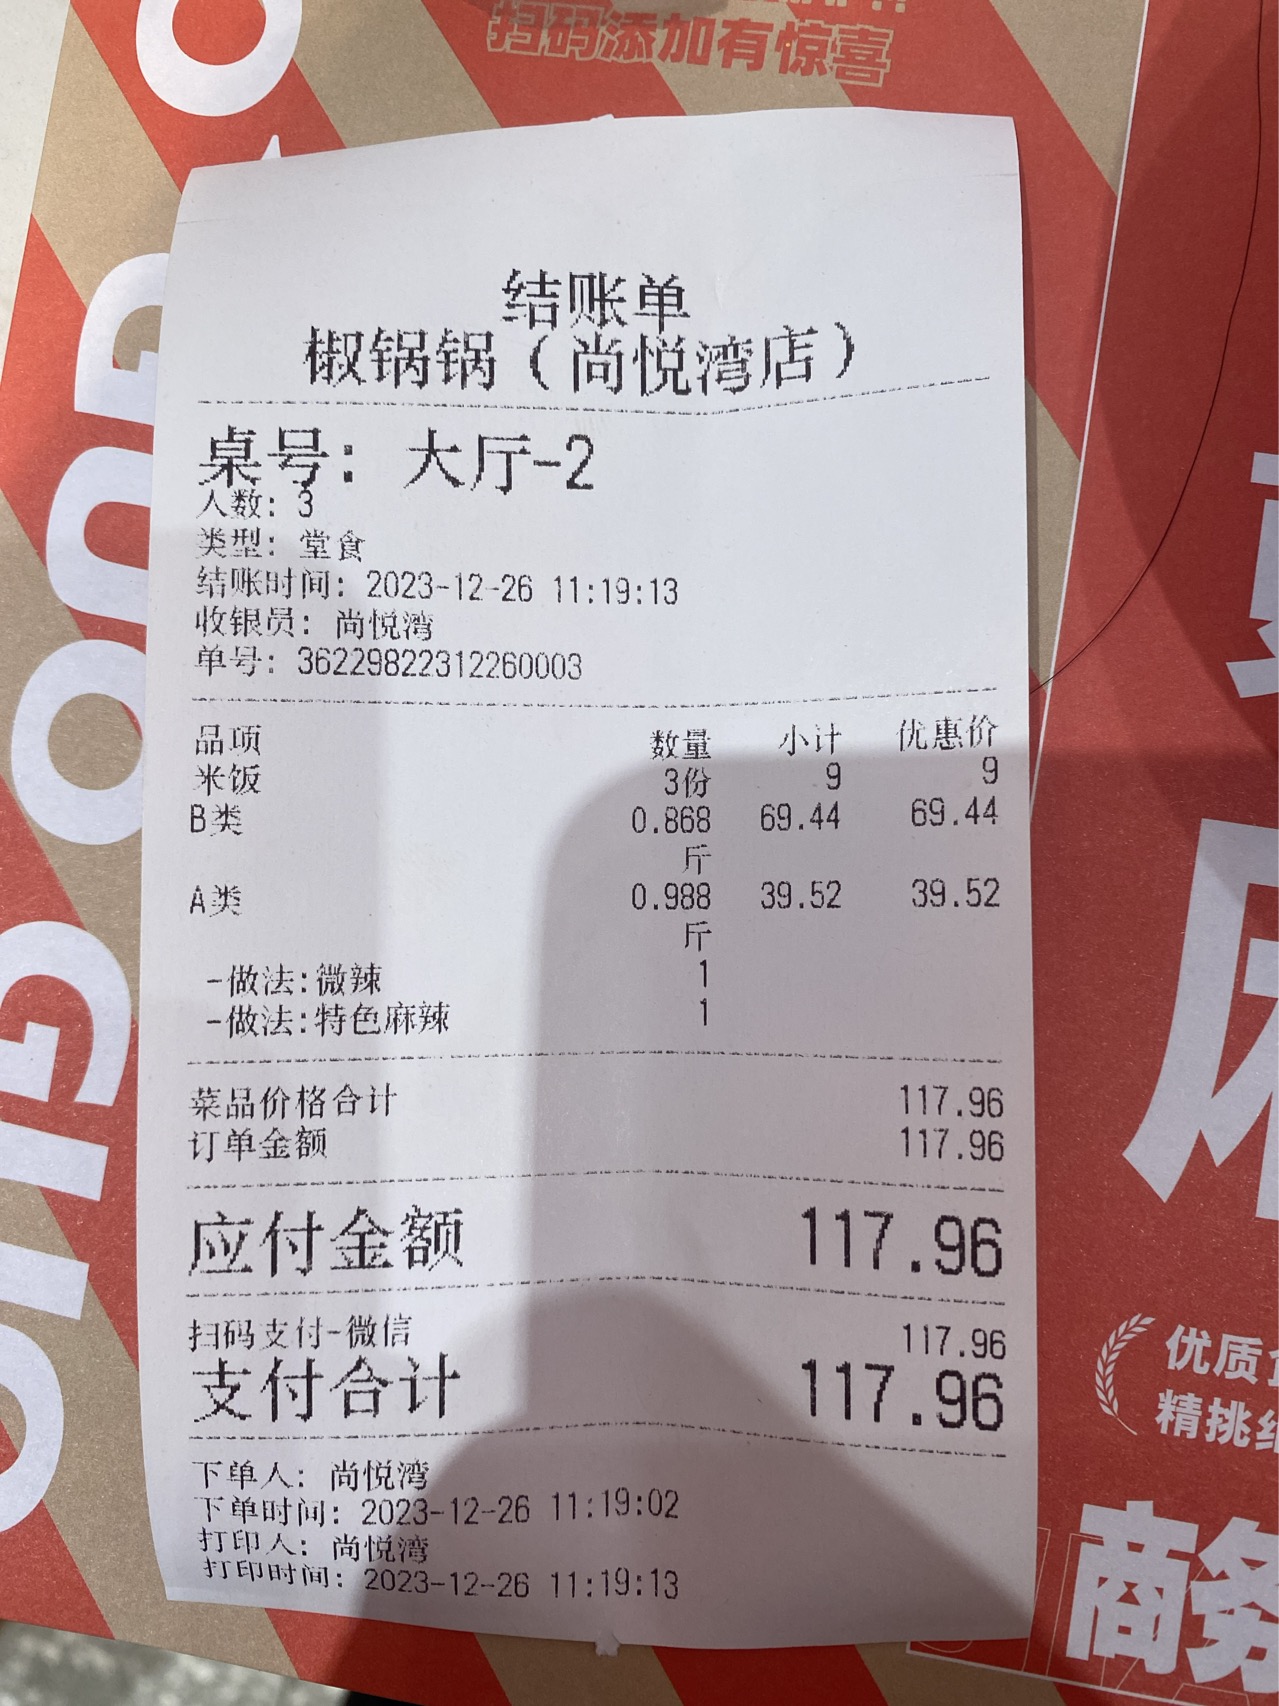 扫码添加有惊喜
结账单
椒锅锅（尚悦湾店）
桌号： 大厅-2
人数: 3
类型: 堂食
结账时间: 2023-12-26 11:19:13
收银员: 尚悦湾
单号: 36229822312260003
品项 数量 小计 优惠价
米饭 3份 9 9
B类 0.868 69.44 69.44
斤
A类 0.988 39.52 39.52
斤
-做法:微辣 1
-做法:特色麻辣 1
菜品价格合计 117.96
订单金额 117.96
应付金额 117.96
扫码支付-微信 117.96
支付合计 117.96
下单人: 尚悦湾
下单时间: 2023-12-26 11:19:02
打印人: 尚悦湾
打印时间: 2023-12-26 11:19:13
优质
精挑
商务